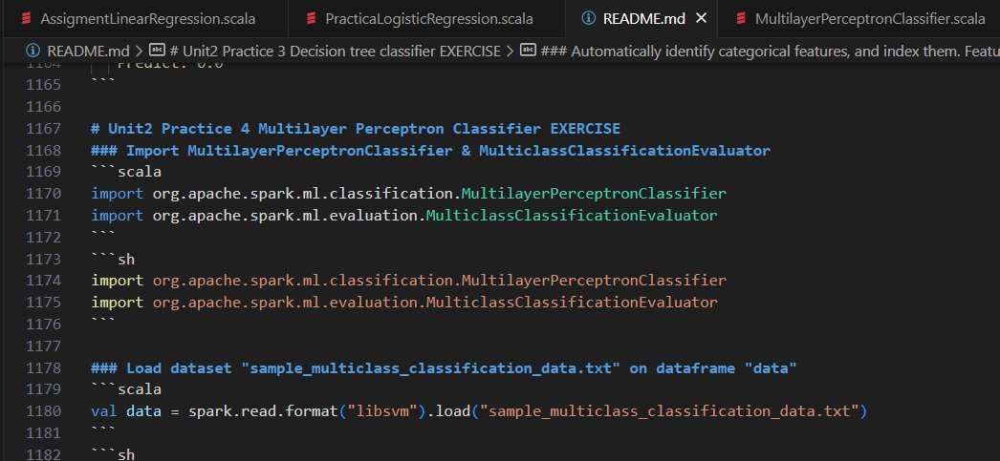 AssigmentLinearRegression.scala PracticaLogisticRegression.scala README.md MultilayerPerceptronClassifier.scala
README.md > # Unit2 Practice 3 Decision tree classifier EXERCISE > ### Automatically identify categorical features, and index them. Featu
1164 Predict: 0.0
1165 ```
1166
1167 # Unit2 Practice 4 Multilayer Perceptron Classifier EXERCISE
1168 ### Import MultilayerPerceptronClassifier & MulticlassClassificationEvaluator
1169 ```scala
1170 import org.apache.spark.ml.classification.MultilayerPerceptronClassifier
1171 import org.apache.spark.ml.evaluation.MulticlassClassificationEvaluator
1172 ```
1173 ```sh
1174 import org.apache.spark.ml.classification.MultilayerPerceptronClassifier
1175 import org.apache.spark.ml.evaluation.MulticlassClassificationEvaluator
1176 ```
1177
1178 ### Load dataset "sample_multiclass_classification_data.txt" on dataframe "data"
1179 ```scala
1180 val data = spark.read.format("libsvm").load("sample_multiclass_classification_data.txt")
1181 ```
1182 ```sh